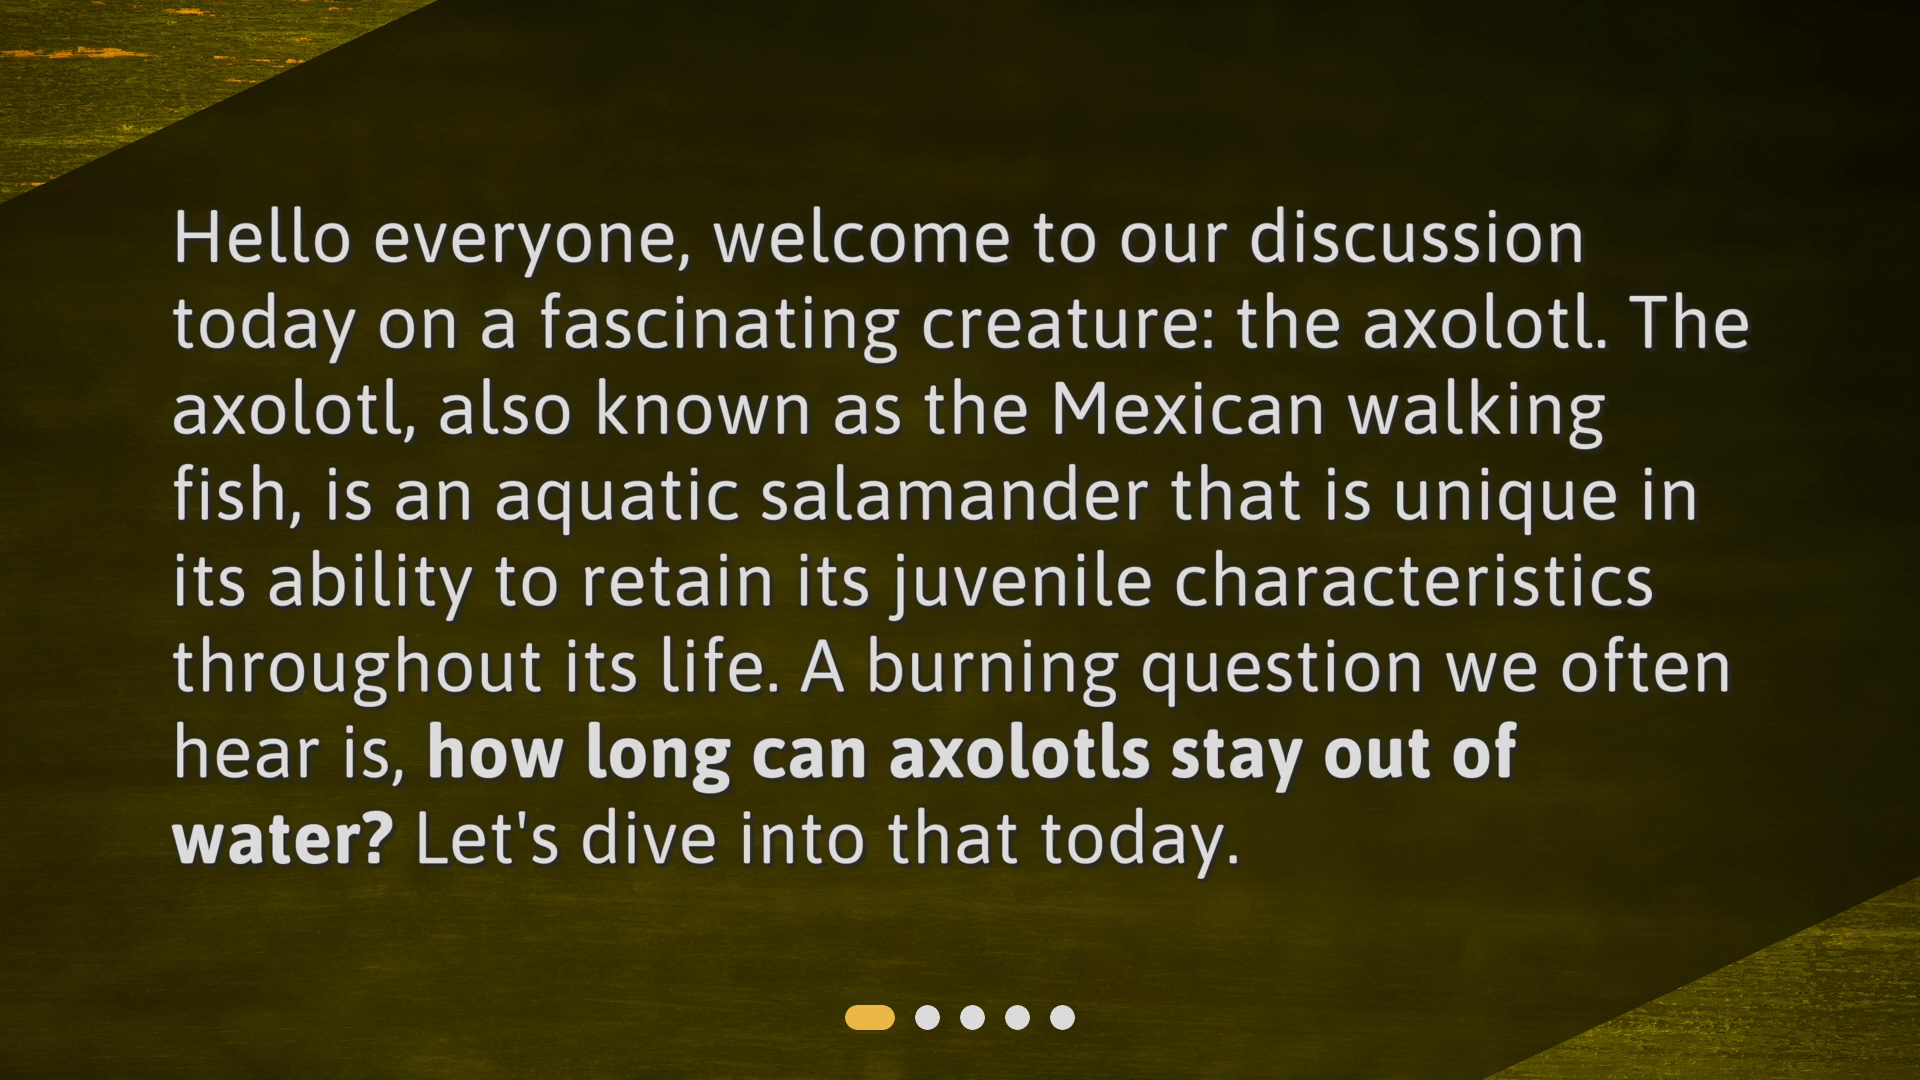 Hello everyone, welcome to our discussion
today on a fascinating creature: the axolotl. The
axolotl, also known as the Mexican walking
fish, is an aquatic salamander that is unique in
its ability to retain its juvenile characteristics
throughout its life. A burning question we often
hear is, how long can axolotls stay out of
water? Let's dive into that today.